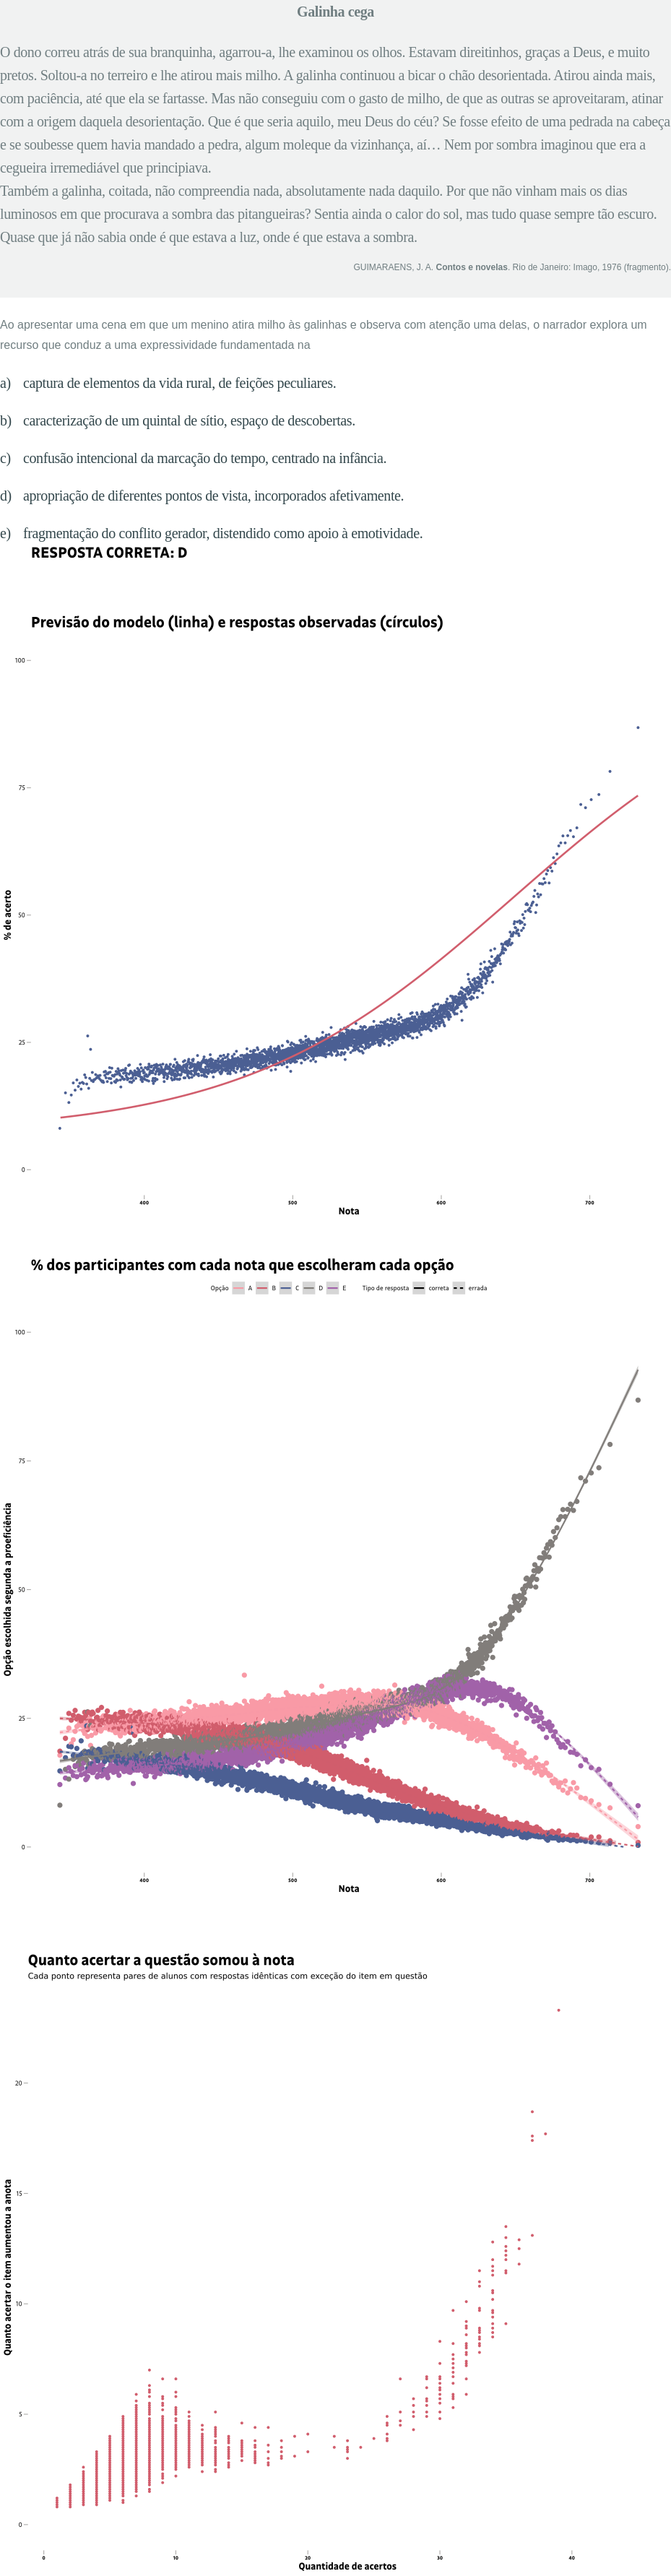 Galinha cega
O dono correu atrás de sua branquinha, agarrou-a, lhe examinou os olhos. Estavam direitinhos, graças a Deus, e muito
pretos. Soltou-a no terreiro e lhe atirou mais milho. A galinha continuou a bicar o chão desorientada. Atirou ainda mais,
com paciência, até que ela se fartasse. Mas não conseguiu com o gasto de milho, de que as outras se aproveitaram, atinar
com a origem daquela desorientação. Que é que seria aquilo, meu Deus do céu? Se fosse efeito de uma pedrada na cabeça
e se soubesse quem havia mandado a pedra, algum moleque da vizinhança, aí… Nem por sombra imaginou que era a
cegueira irremediável que principiava.
Também a galinha, coitada, não compreendia nada, absolutamente nada daquilo. Por que não vinham mais os dias
luminosos em que procurava a sombra das pitangueiras? Sentia ainda o calor do sol, mas tudo quase sempre tão escuro.
Quase que já não sabia onde é que estava a luz, onde é que estava a sombra.
GUIMARAENS, J. A. Contos e novelas. Rio de Janeiro: Imago, 1976 (fragmento).
Ao apresentar uma cena em que um menino atira milho às galinhas e observa com atenção uma delas, o narrador explora um
recurso que conduz a uma expressividade fundamentada na
a) captura de elementos da vida rural, de feições peculiares.
b) caracterização de um quintal de sítio, espaço de descobertas.
c) confusão intencional da marcação do tempo, centrado na infância.
d) apropriação de diferentes pontos de vista, incorporados afetivamente.
e) fragmentação do conflito gerador, distendido como apoio à emotividade.
RESPOSTA CORRETA: D
Previsão do modelo (linha) e respostas observadas (círculos)
100
75
50
25
0
% de acerto
400 500 600 700
Nota
% dos participantes com cada nota que escolheram cada opção
Opção A B C D E Tipo de resposta correta errada
100
75
50
25
0
Opção escolhida segunda a proeficiência
400 500 600 700
Nota
Quanto acertar a questão somou à nota
Cada ponto representa pares de alunos com respostas idênticas com exceção do item em questão
20
15
10
5
0
Quanto acertar o item aumentou a anota
0 10 20 30 40
Quantidade de acertos